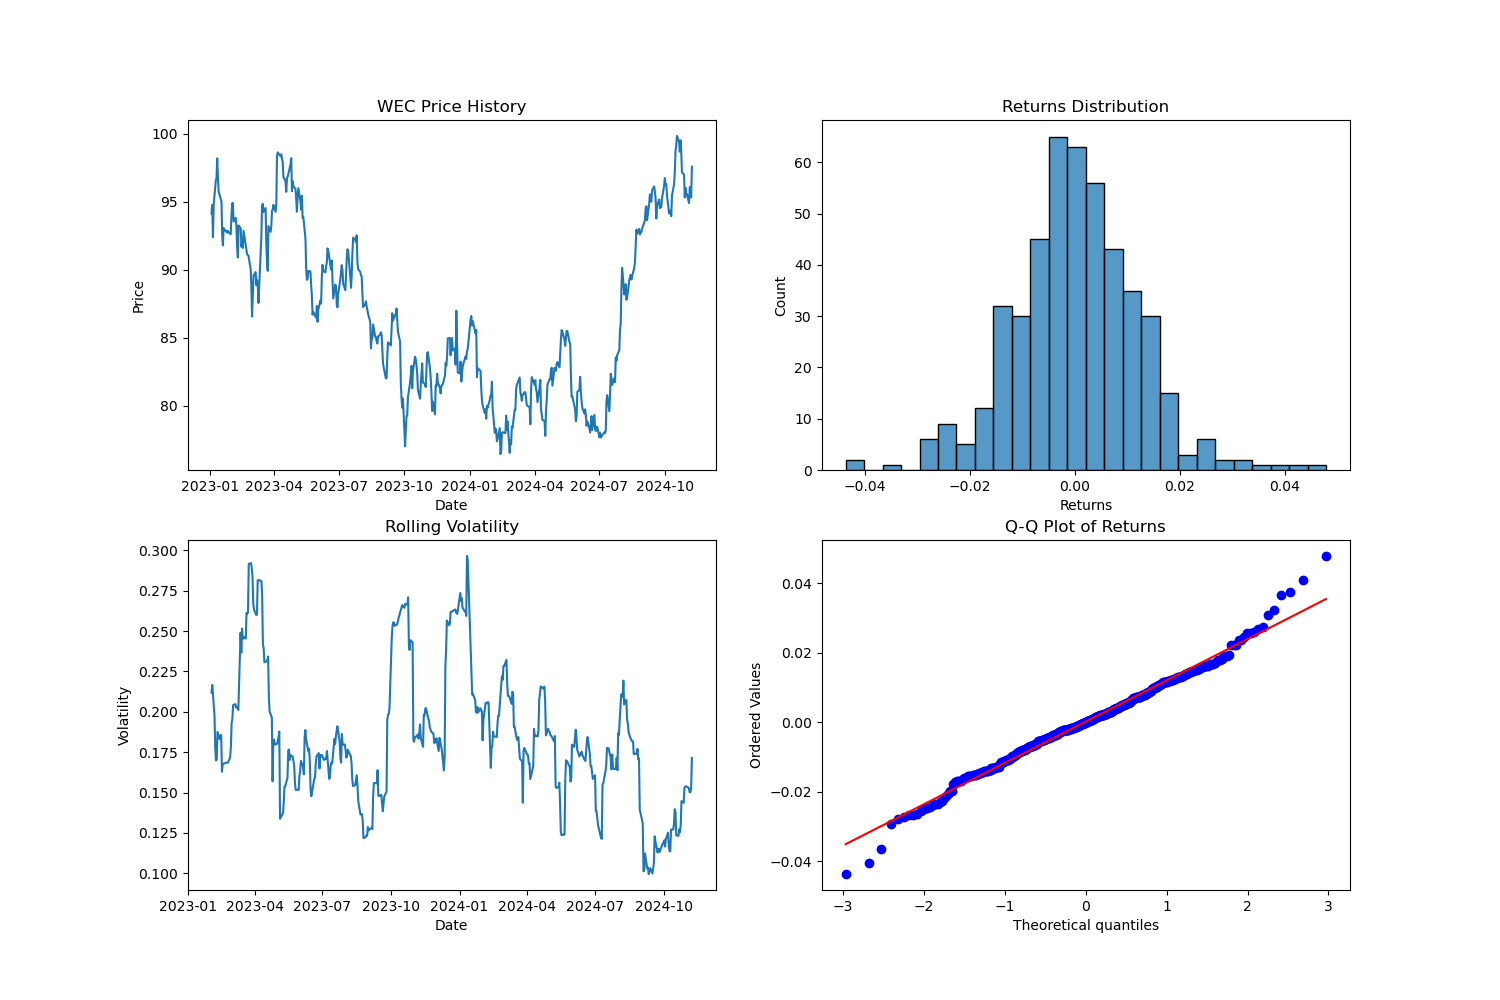 WEC Price History
100
95
90
85
80
Price
2023-01 2023-04 2023-07 2023-10 2024-01 2024-04 2024-07 2024-10
Date
Returns Distribution
60
50
40
30
20
10
0
Count
−0.04 −0.02 0.00 0.02 0.04
Returns
Rolling Volatility
0.300
0.275
0.250
0.225
0.200
0.175
0.150
0.125
0.100
Volatility
2023-01 2023-04 2023-07 2023-10 2024-01 2024-04 2024-07 2024-10
Date
Q-Q Plot of Returns
0.04
0.02
0.00
−0.02
−0.04
Ordered Values
−3 −2 −1 0 1 2 3
Theoretical quantiles